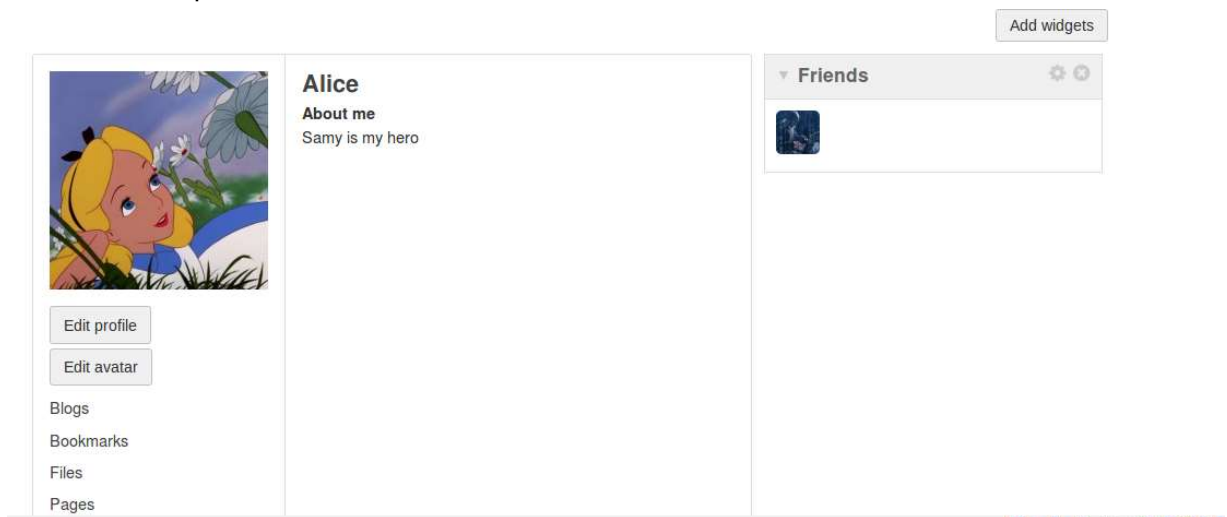 Add widgets
Alice
About me
Samy is my hero
Friends
Edit profile
Edit avatar
Blogs
Bookmarks
Files
Pages